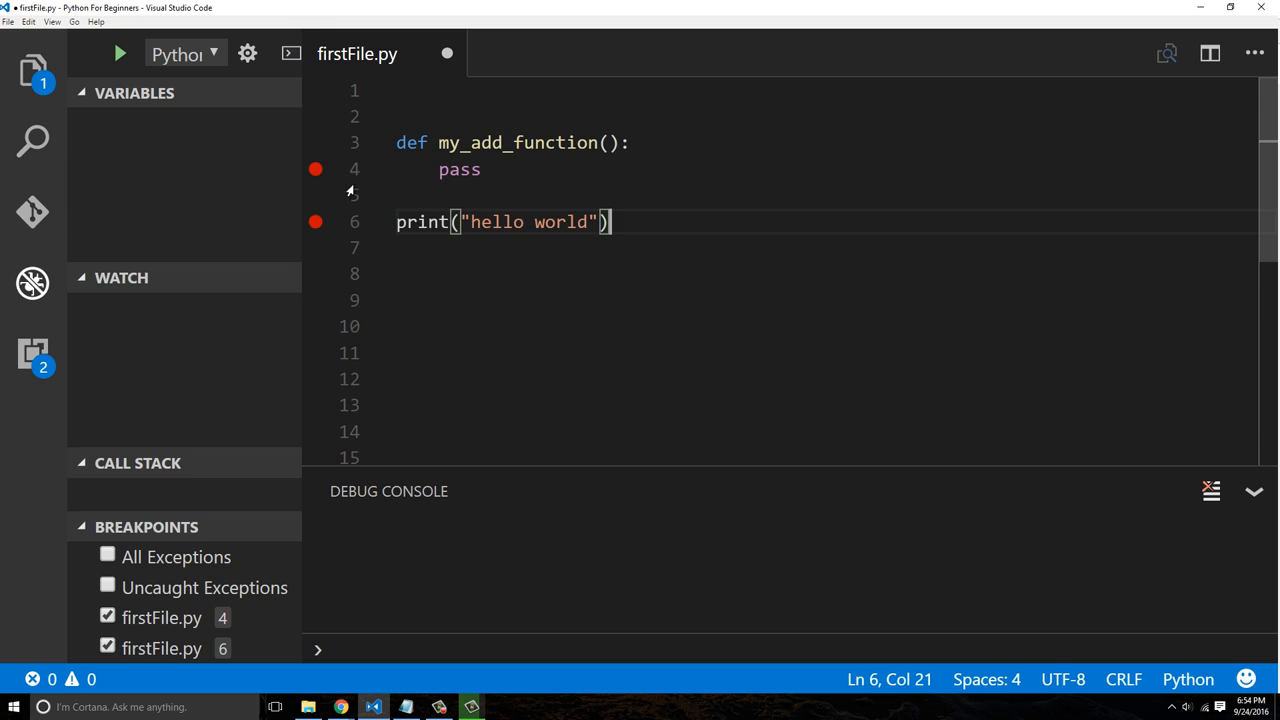 ● firstFile.py - Python For Beginners - Visual Studio Code
File Edit View Go Help
Pytho
firstFile.py
1
VARIABLES
WATCH
CALL STACK
BREAKPOINTS
All Exceptions
Uncaught Exceptions
firstFile.py 4
firstFile.py 6
2
1
2
3 def my_add_function():
4 pass
5
6 print("hello world")
7
8
9
10
11
12
13
14
15
DEBUG CONSOLE
0 0
Ln 6, Col 21 Spaces: 4 UTF-8 CRLF Python
I'm Cortana. Ask me anything.
6:54 PM
9/24/2016